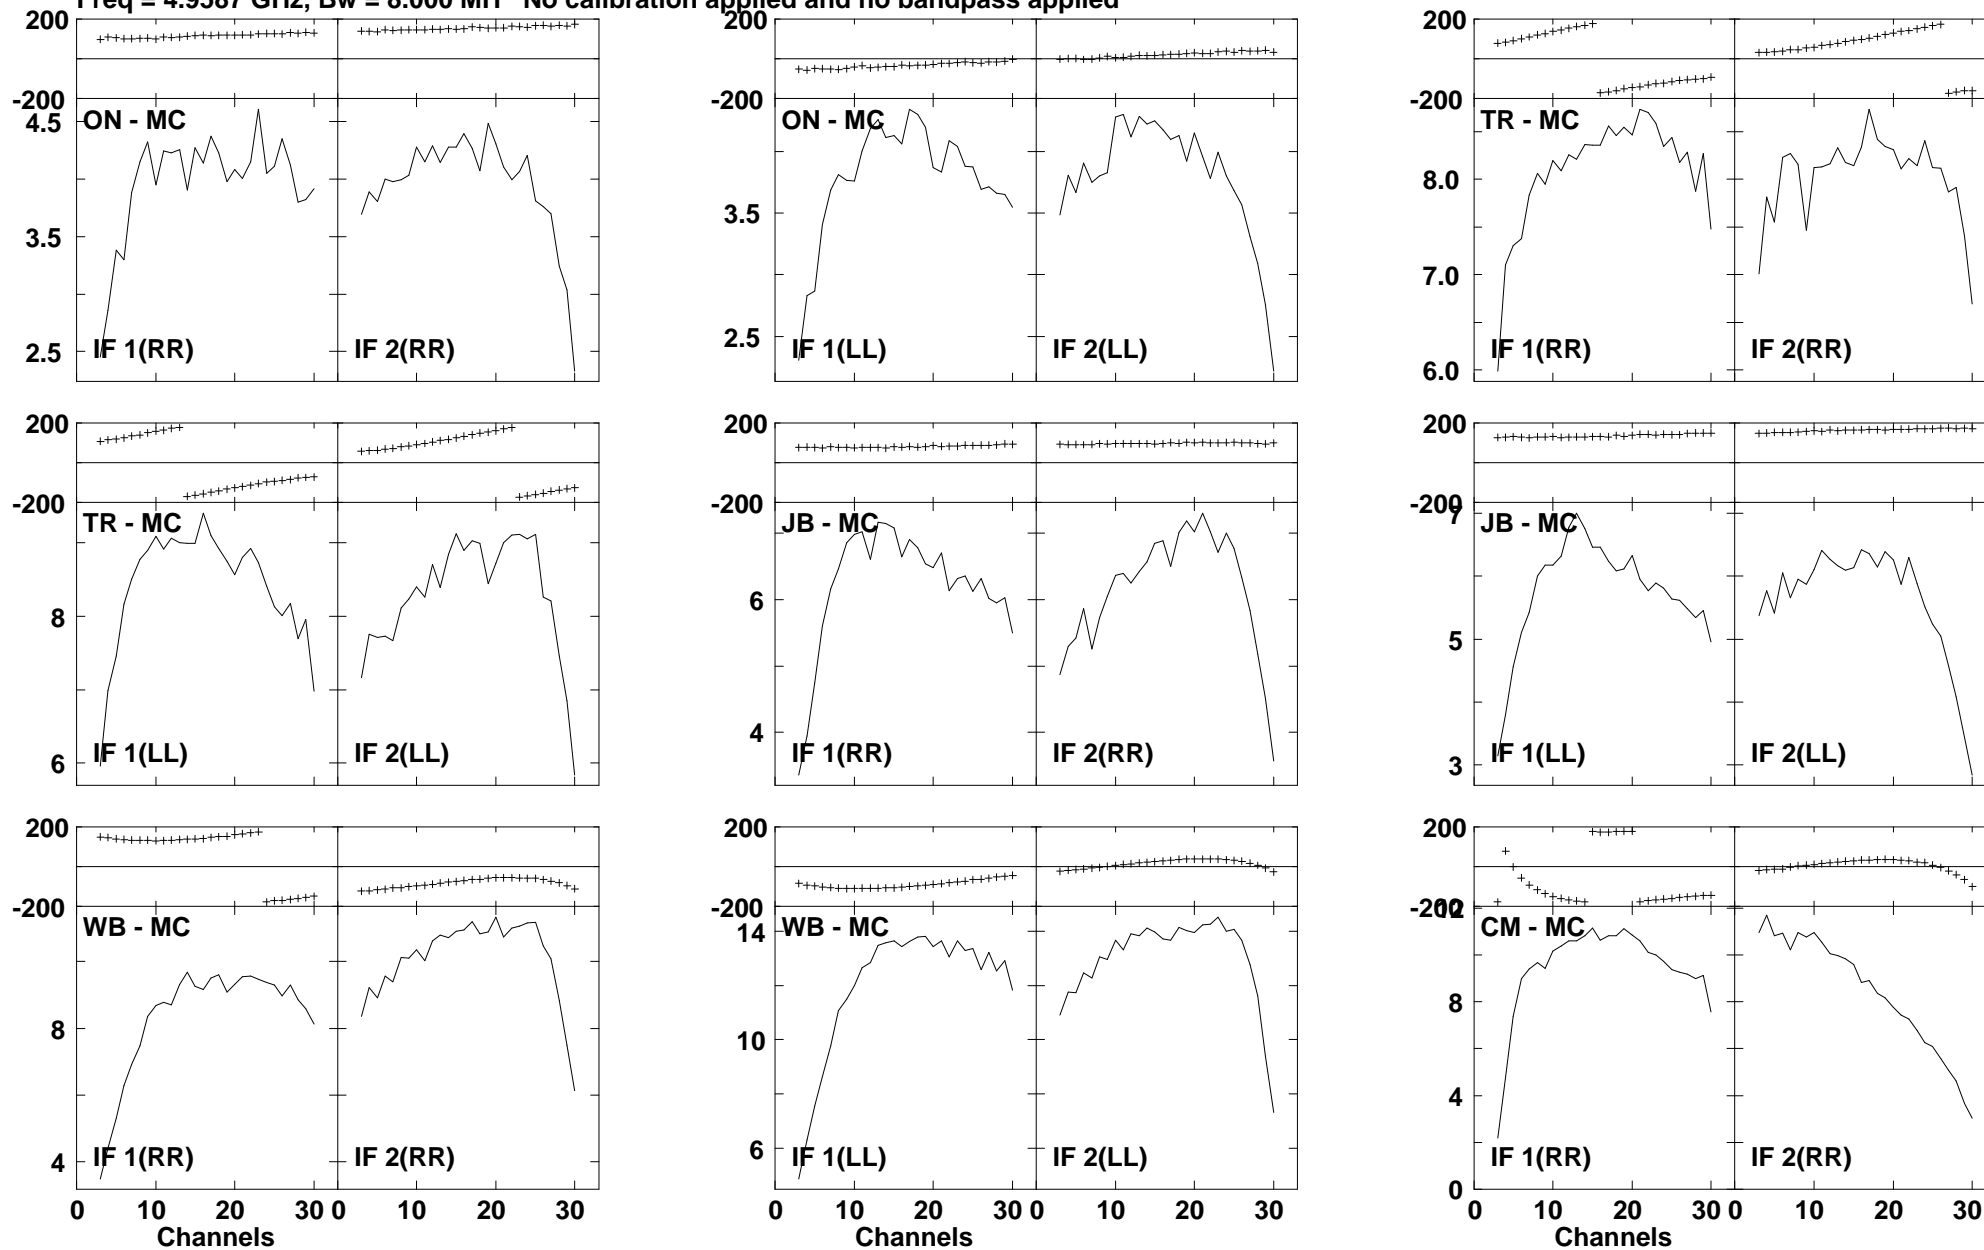 Freq = 4.9587 GHz, Bw = 8.000 MH No calibration applied and no bandpass applied
200 200
-200 -200 -200
4.5 ON - MC ON - MC TR - MC
8.0
3.5 3.5
7.0
2.5 IF 1(RR) IF 2(RR) 2.5 IF 1(LL) IF 2(LL) 6.0 IF 1(RR) IF 2(RR)
200 200 200
-200 -200 -200
TR - MC JB - MC 7 JB - MC
8 6 5
6 IF 1(LL) IF 2(LL) 4 IF 1(RR) IF 2(RR) 3 IF 1(LL) IF 2(LL)
200 200 200
-200 -200 -200
WB - MC 14 WB - MC 12 CM - MC
8 10 8
4 IF 1(RR) IF 2(RR) 6 IF 1(LL) IF 2(LL) 4 IF 1(RR) IF 2(RR)
0
0 10 20 30 0 10 20 30 0 10 20 30 0 10 20 30 0 10 20 30 0 10 20 30
Channels Channels Channels